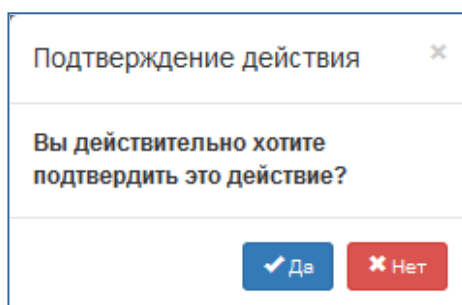 Подтверждение действия
Вы действительно хотите
подтвердить это действие?
Да
Нет